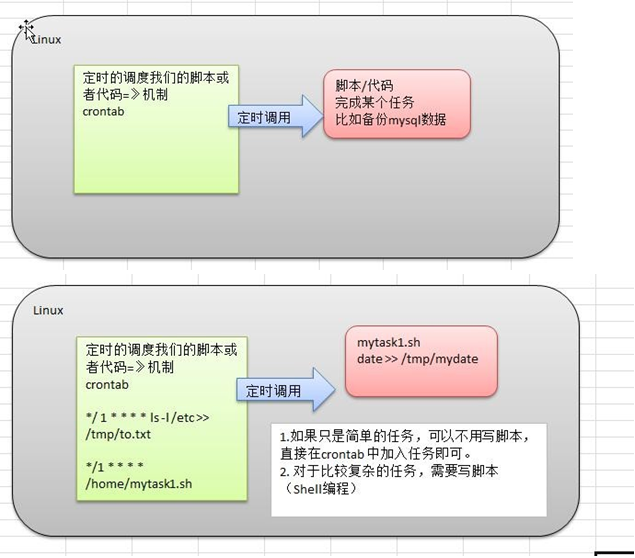 Linux
定时的调度我们的脚本或
者代码=》机制
crontab
定时调用
脚本/代码
完成某个任务
比如备份mysql数据
Linux
定时的调度我们的脚本或
者代码=》机制
crontab
*/ 1 * * * * ls -l /etc >>
/tmp/to.txt
*/1 * * * *
/home/mytask1.sh
定时调用
mytask1.sh
date >> /tmp/mydate
1.如果只是简单的任务，可以不用写脚本，
直接在crontab 中加入任务即可。
2. 对于比较复杂的任务，需要写脚本
（Shell编程）